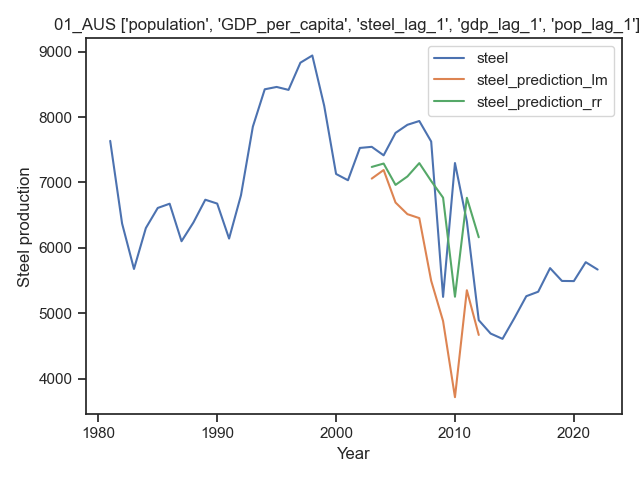 01_AUS ['population', 'GDP_per_capita', 'steel_lag_1', 'gdp_lag_1', 'pop_lag_1']
steel
steel_prediction_lm
steel_prediction_rr
9000
8000
7000
6000
5000
4000
Steel production
1980
1990
2000
2010
2020
Year